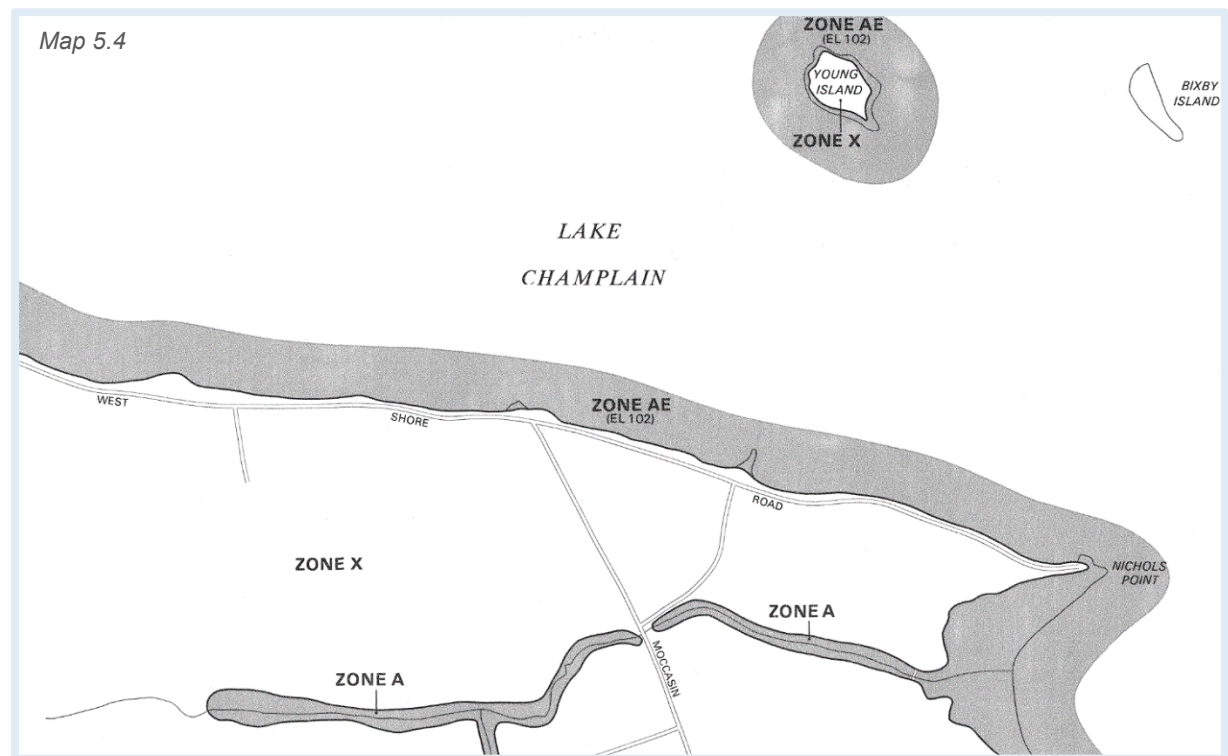 Map 5.4
ZONE AE
(EL 102)
YOUNG
ISLAND
ZONE X
BIXBY
ISLAND
LAKE
CHAMPLAIN
WEST
SHORE
ZONE AE
(EL 102)
ROAD
ZONE X
NICHOLS
POINT
ZONE A
MOCCASIN
ZONE A